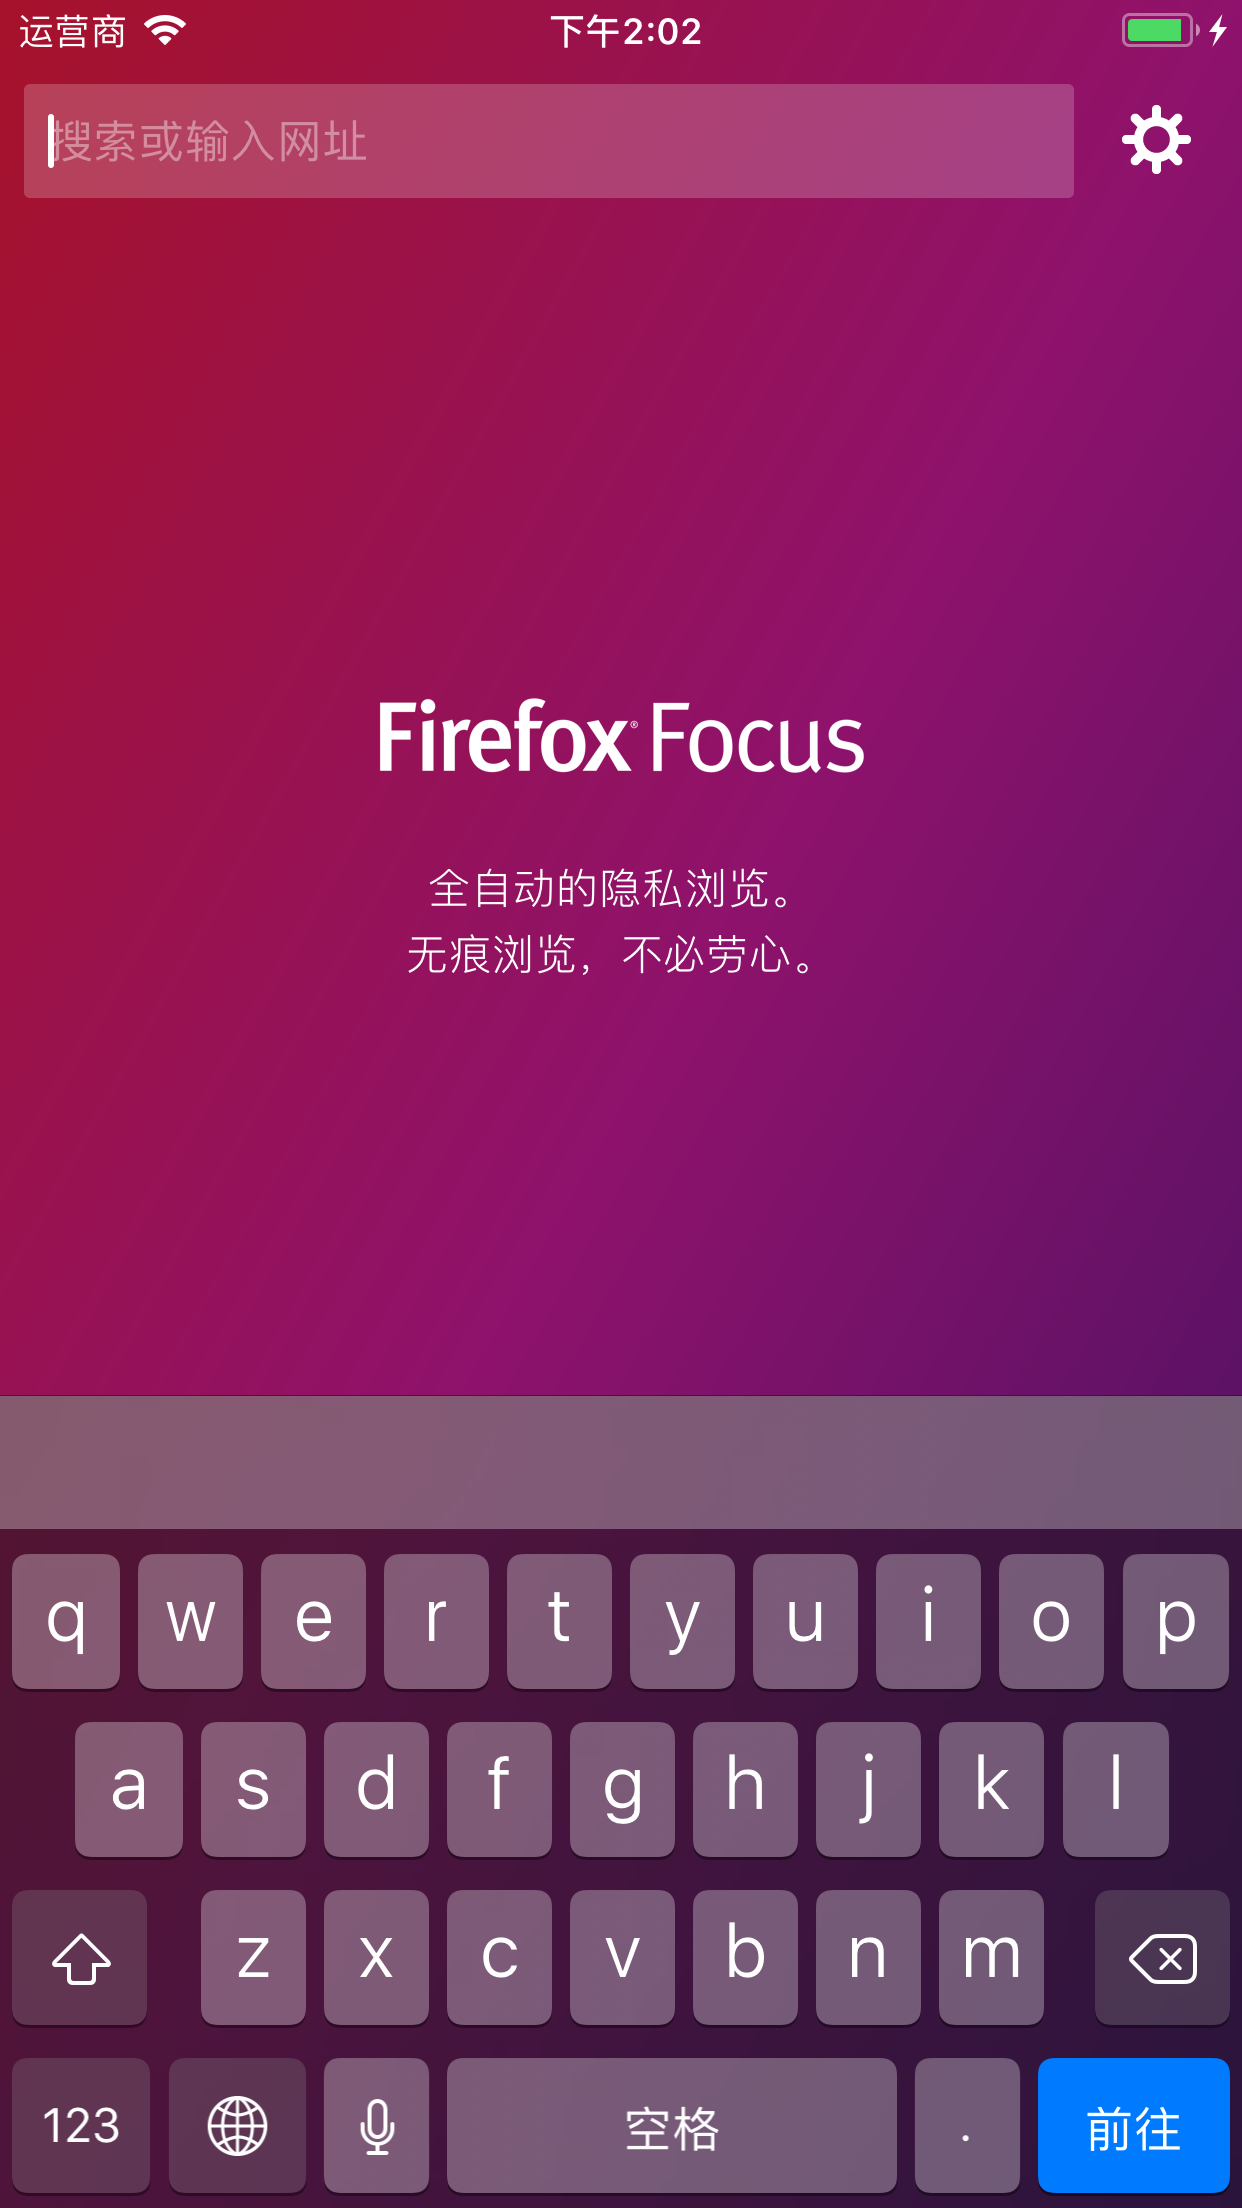 运营商 下午2:02
搜索或输入网址
Firefox® Focus
全自动的隐私浏览。
无痕浏览，不必劳心。
q w e r t y u i o p
a s d f g h j k l
z x c v b n m
123 空格 . 前往